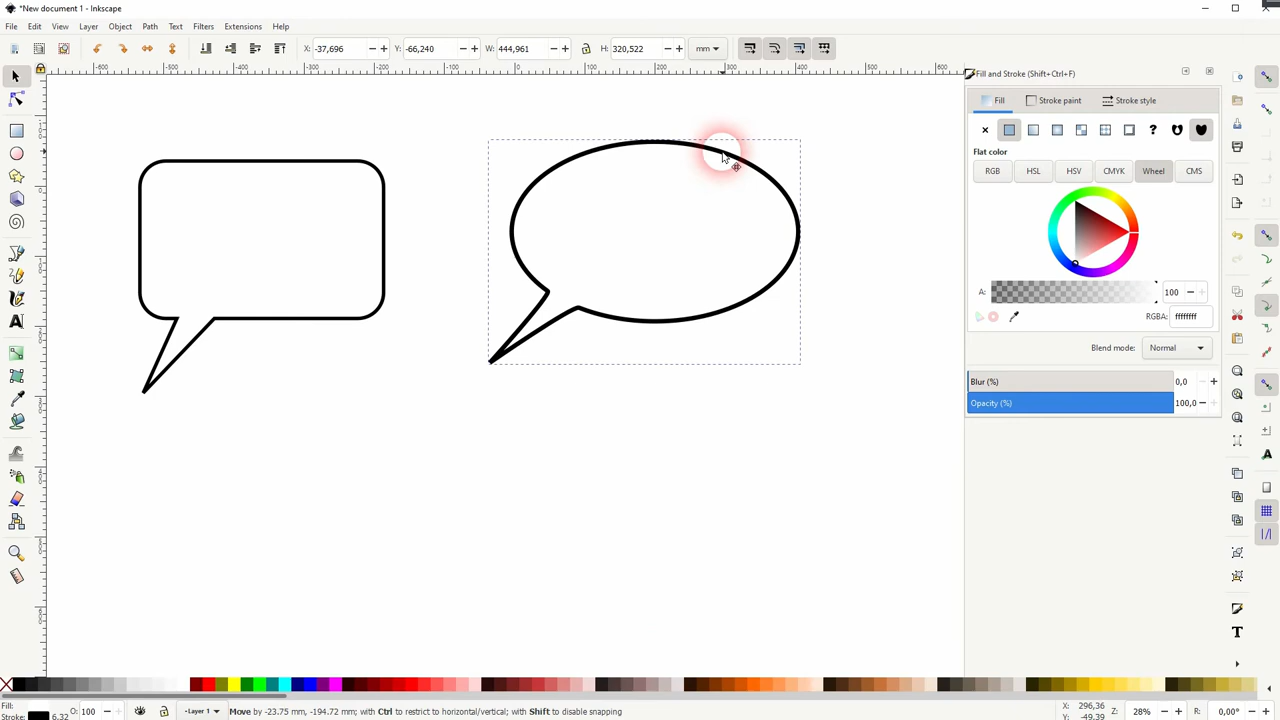 *New document 1 - Inkscape
File Edit View Layer Object Path Text Filters Extensions Help
X: -37,696 Y: -66,240 W: 444,961 H: 320,522 mm
Fill and Stroke (Shift+Ctrl+F)
Fill Stroke paint Stroke style
Flat color
RGB HSL HSV CMYK Wheel CMS
A: 100
RGBA: ffffffff
Blend mode: Normal
Blur (%) 0,0
Opacity (%) 100,0
Fill:
Stroke: 6.32 O: 100 Layer 1 Move by -23.75 mm, -194.72 mm; with Ctrl to restrict to horizontal/vertical; with Shift to disable snapping X: 296,36 Y: -49,39 Z: 28% R: 0,00°